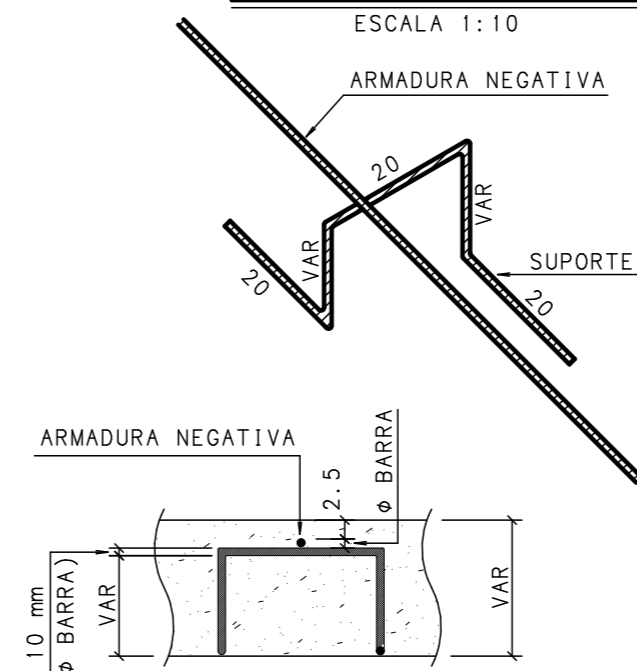 ESCALA 1:10
ARMADURA NEGATIVA
20
VAR
VAR
SUPORTE
20
20
ARMADURA NEGATIVA
2.5
φ BARRA
10 mm
φ BARRA)
VAR
VAR